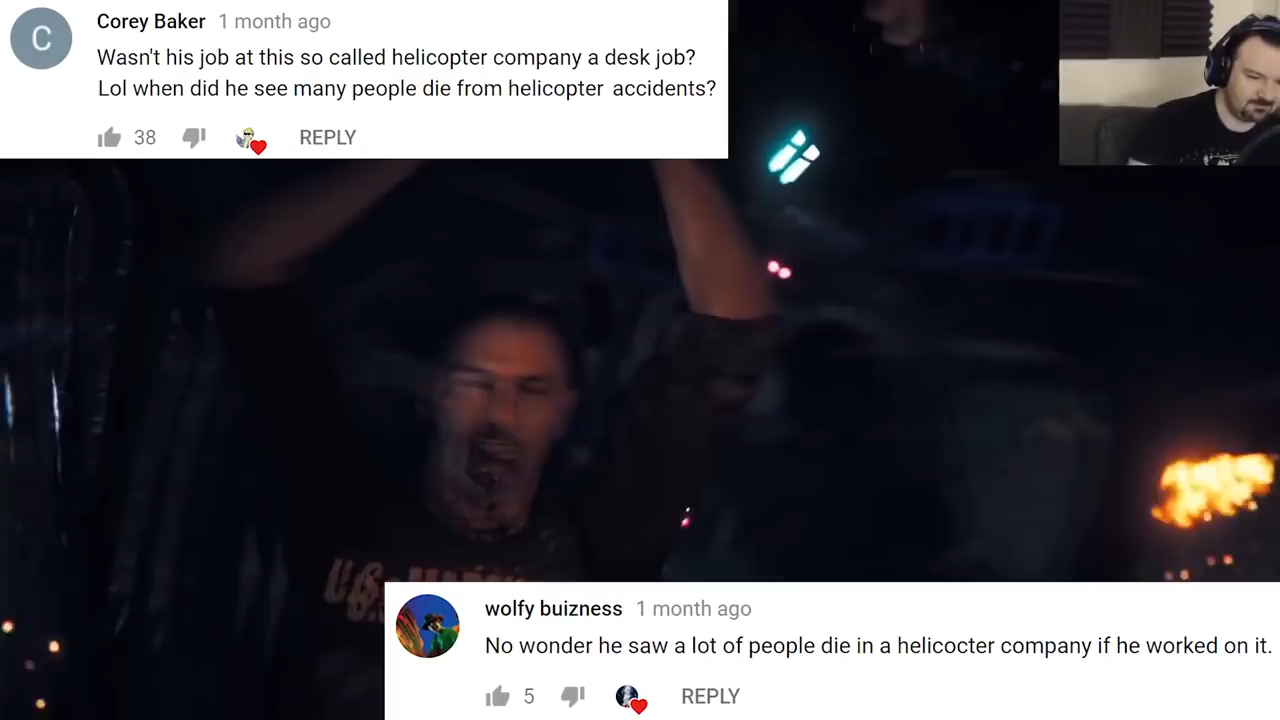 Corey Baker 1 month ago
Wasn't his job at this so called helicopter company a desk job?
Lol when did he see many people die from helicopter accidents?
38 REPLY
wolfy buizness 1 month ago
No wonder he saw a lot of people die in a helicocter company if he worked on it.
5 REPLY